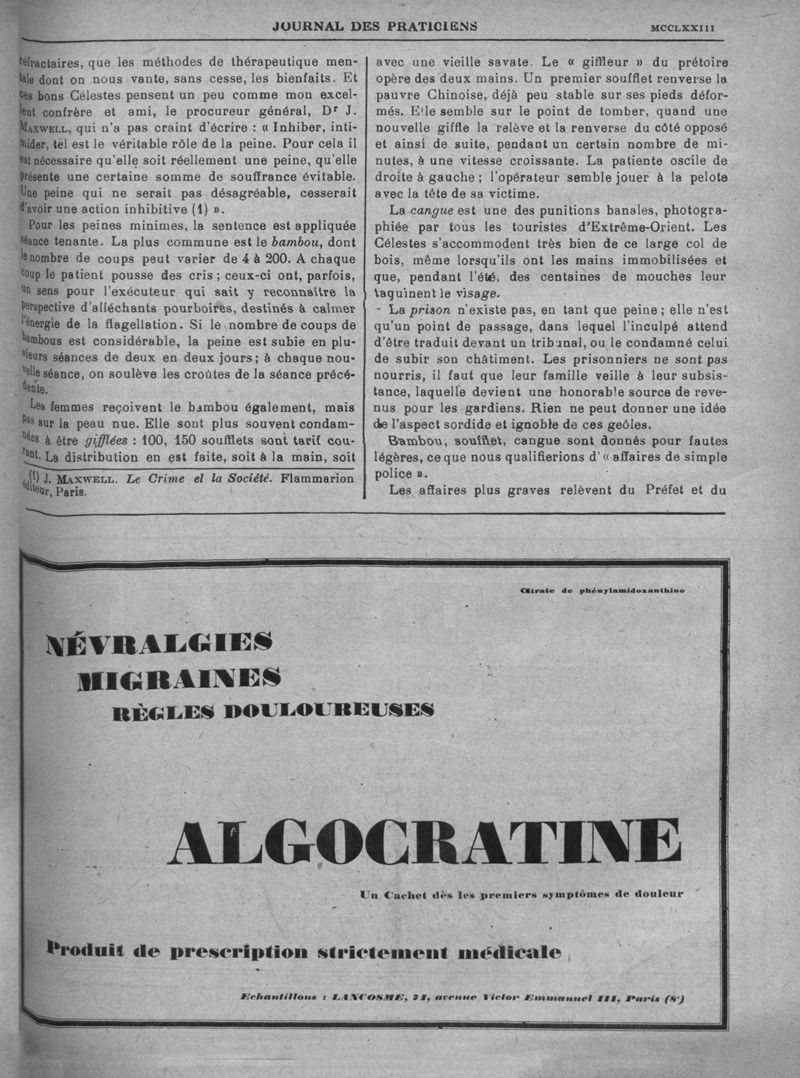 JOURNAL DES PRATICIENS
MCCLXXIII
réfractaires, que les méthodes de thérapeutique men-
tale dont on nous vante, sans cesse, les bienfaits. Et
ces bons Célestes pensent un peu comme mon excel-
lent confrère et ami, le procureur général, Dr J.
MAXWELL, qui n'a pas craint d'écrire : « Inhiber, inti-
mider, tel est le véritable rôle de la peine. Pour cela il
est nécessaire qu'elle soit réellement une peine, qu'elle
présente une certaine somme de souffrance évitable.
Une peine qui ne serait pas désagréable, cesserait
d'avoir une action inhibitive (1) ».
Pour les peines minimes, la sentence est appliquée
séance tenante. La plus commune est le bambou, dont
le nombre de coups peut varier de 4 à 200. A chaque
coup le patient pousse des cris ; ceux-ci ont, parfois,
un sens pour l'exécuteur qui sait y reconnaître la
perspective d'alléchants pourboires, destinés à calmer
l'énergie de la flagellation. Si le nombre de coups de
bambous est considérable, la peine est subie en plu-
sieurs séances de deux en deux jours ; à chaque nou-
velle séance, on soulève les croûtes de la séance précé-
dente.
Les femmes reçoivent le bambou également, mais
pas sur la peau nue. Elle sont plus souvent condam-
nées à être gifflées : 100, 150 soufflets sont tarif cou-
rant. La distribution en est faite, soit à la main, soit
(1) J. MAXWELL. Le Crime et la Société. Flammarion
éditeur, Paris.
avec une vieille savate. Le « giffleur » du prétoire
opère des deux mains. Un premier soufflet renverse la
pauvre Chinoise, déjà peu stable sur ses pieds défor-
més. Elle semble sur le point de tomber, quand une
nouvelle giffle la relève et la renverse du côté opposé
et ainsi de suite, pendant un certain nombre de mi-
nutes, à une vitesse croissante. La patiente oscile de
droite à gauche ; l'opérateur semble jouer à la pelote
avec la tête de sa victime.
La cangue est une des punitions banales, photogra-
phiée par tous les touristes d'Extrême-Orient. Les
Célestes s'accommodent très bien de ce large col de
bois, même lorsqu'ils ont les mains immobilisées et
que, pendant l'été, des centaines de mouches leur
taquinent le visage.
La prison n'existe pas, en tant que peine ; elle n'est
qu'un point de passage, dans lequel l'inculpé attend
d'être traduit devant un tribunal, ou le condamné celui
de subir son châtiment. Les prisonniers ne sont pas
nourris, il faut que leur famille veille à leur subsis-
tance, laquelle devient une honorable source de reve-
nus pour les gardiens. Rien ne peut donner une idée
de l'aspect sordide et ignoble de ces geôles.
Bambou, soufflet, cangue sont donnés pour fautes
légères, ce que nous qualifierions d' « affaires de simple
police ».
Les affaires plus graves relèvent du Préfet et du
Citrate de phénylamidoxanthine
NÉVRALGIES
MIGRAINES
RÈGLES DOULOUREUSES
ALGOCRATINE
Un Cachet dès les premiers symptômes de douleur
Produit de prescription strictement médicale
Echantillons : LANCOSME, 71, avenue Victor Emmanuel III, Paris (8e)